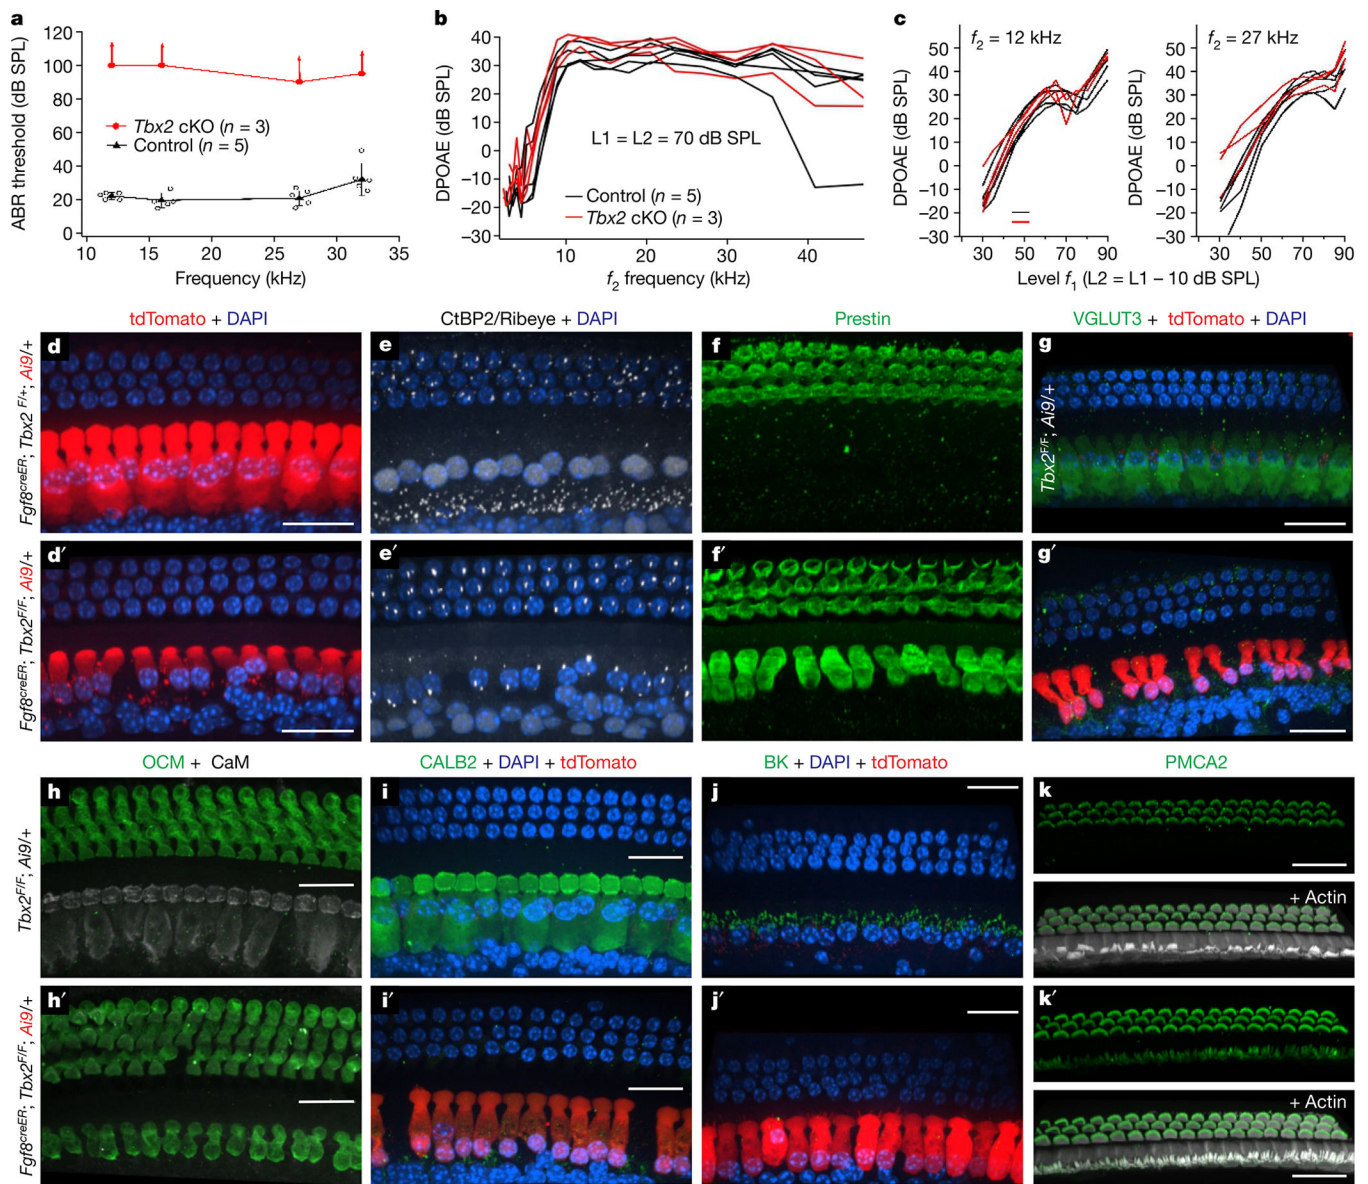 a
ABR threshold (dB SPL)
120
100
80
60
40
20
0
Tbx2 cKO (n = 3)
Control (n = 5)
10 15 20 25 30 35
Frequency (kHz)
b
DPOAE (dB SPL)
40
30
20
10
0
–10
–20
–30
L1 = L2 = 70 dB SPL
Control (n = 5)
Tbx2 cKO (n = 3)
10 20 30 40
f2 frequency (kHz)
c
f2 = 12 kHz
DPOAE (dB SPL)
50
40
30
20
10
0
–10
–20
–30
30 50 70 90
f2 = 27 kHz
DPOAE (dB SPL)
50
40
30
20
10
0
–10
–20
–30
30 50 70 90
Level f1 (L2 = L1 – 10 dB SPL)
tdTomato + DAPI
CtBP2/Ribeye + DAPI
Prestin
VGLUT3 + tdTomato + DAPI
Fgf8creER; Tbx2 F/+; Ai9/+
d
e
f
g
Tbx2F/F; Ai9/+
Fgf8creER; Tbx2F/F; Ai9/+
d′
e′
f′
g′
OCM + CaM
CALB2 + DAPI + tdTomato
BK + DAPI + tdTomato
PMCA2
Tbx2F/F; Ai9/+
h
i
j
k
+ Actin
Fgf8creER; Tbx2F/F; Ai9/+
h′
i′
j′
k′
+ Actin